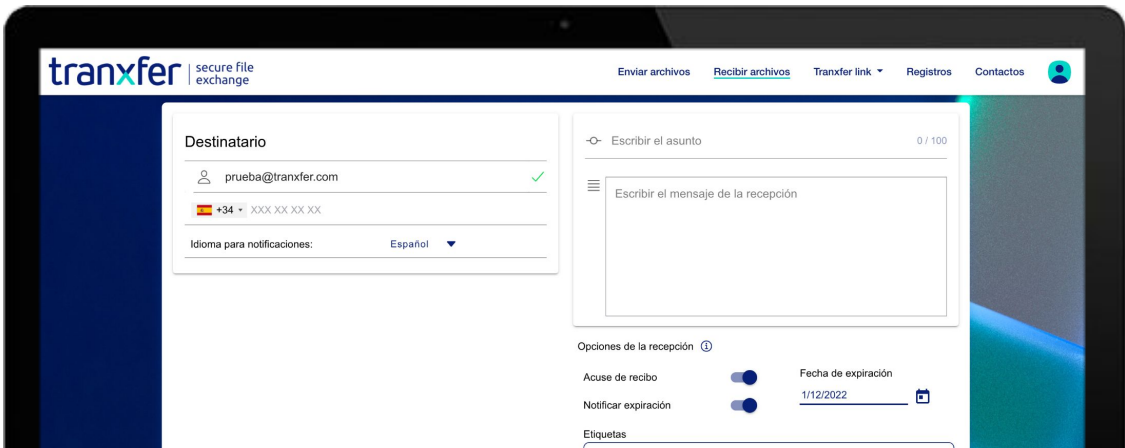 tranxfer secure file exchange
Enviar archivos Recibir archivos Tranxfer link Registros Contactos
Destinatario
prueba@tranxfer.com
+34 XXX XX XX XX
Idioma para notificaciones: Español
Escribir el asunto 0 / 100
Escribir el mensaje de la recepción
Opciones de la recepción
Acuse de recibo
Notificar expiración
Fecha de expiración
1/12/2022
Etiquetas